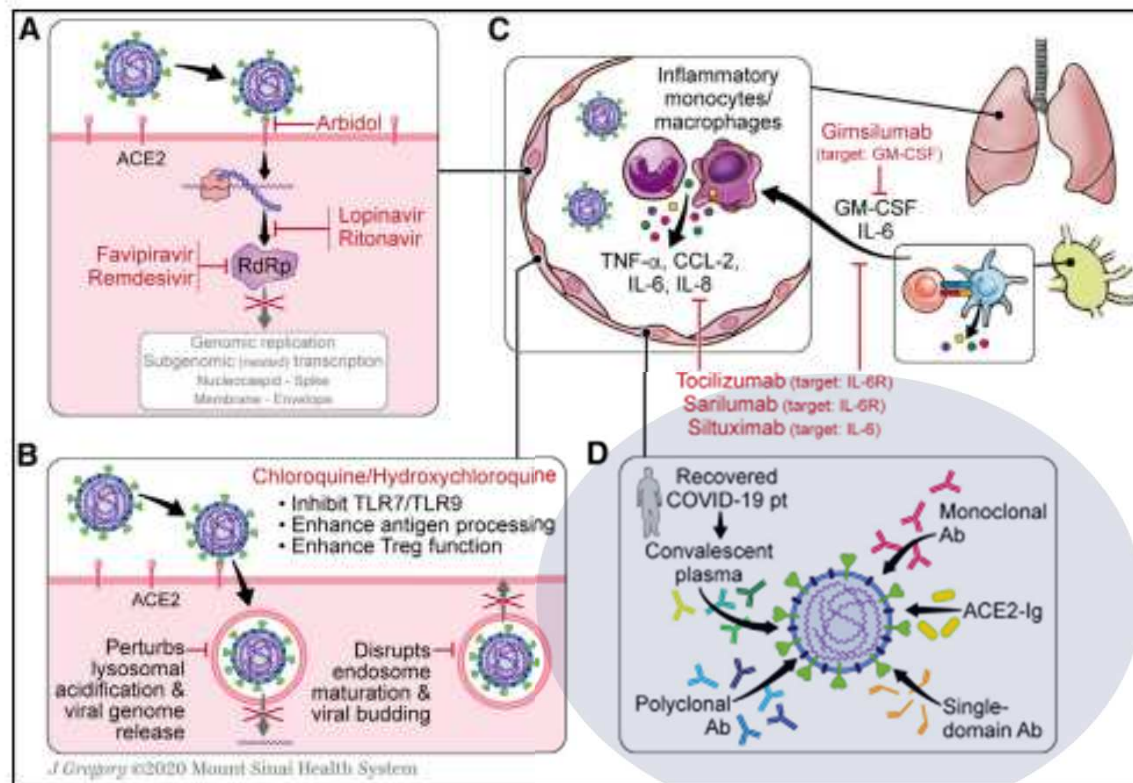 A
Arbidol
ACE2
Lopinavir
Ritonavir
Favipiravir
Remdesivir
RdRp
Genomic replication
Subgenomic (nested) transcription
Nucleocaspid - Spike
Membrane - Envelope
C
Inflammatory
monocytes/
macrophages
TNF-α, CCL-2,
IL-6, IL-8
Gimsilumab
(target: GM-CSF)
GM-CSF
IL-6
Tocilizumab (target: IL-6R)
Sarilumab (target: IL-6R)
Siltuximab (target: IL-6)
B
Chloroquine/Hydroxychloroquine
• Inhibit TLR7/TLR9
• Enhance antigen processing
• Enhance Treg function
ACE2
Perturbs
lysosomal
acidification &
viral genome
release
Disrupts
endosome
maturation &
viral budding
D
Recovered
COVID-19 pt
Convalescent
plasma
Monoclonal
Ab
ACE2-Ig
Polyclonal
Ab
Single-
domain Ab
J Gregory ©2020 Mount Sinai Health System